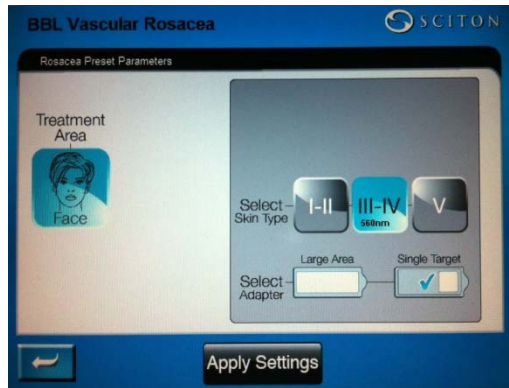 BBL Vascular Rosacea
SCITON
Rosacea Preset Parameters
Treatment
Area
Face
Select
Skin Type
I-II
III-IV
560nm
V
Large Area
Single Target
Select
Adapter
Apply Settings